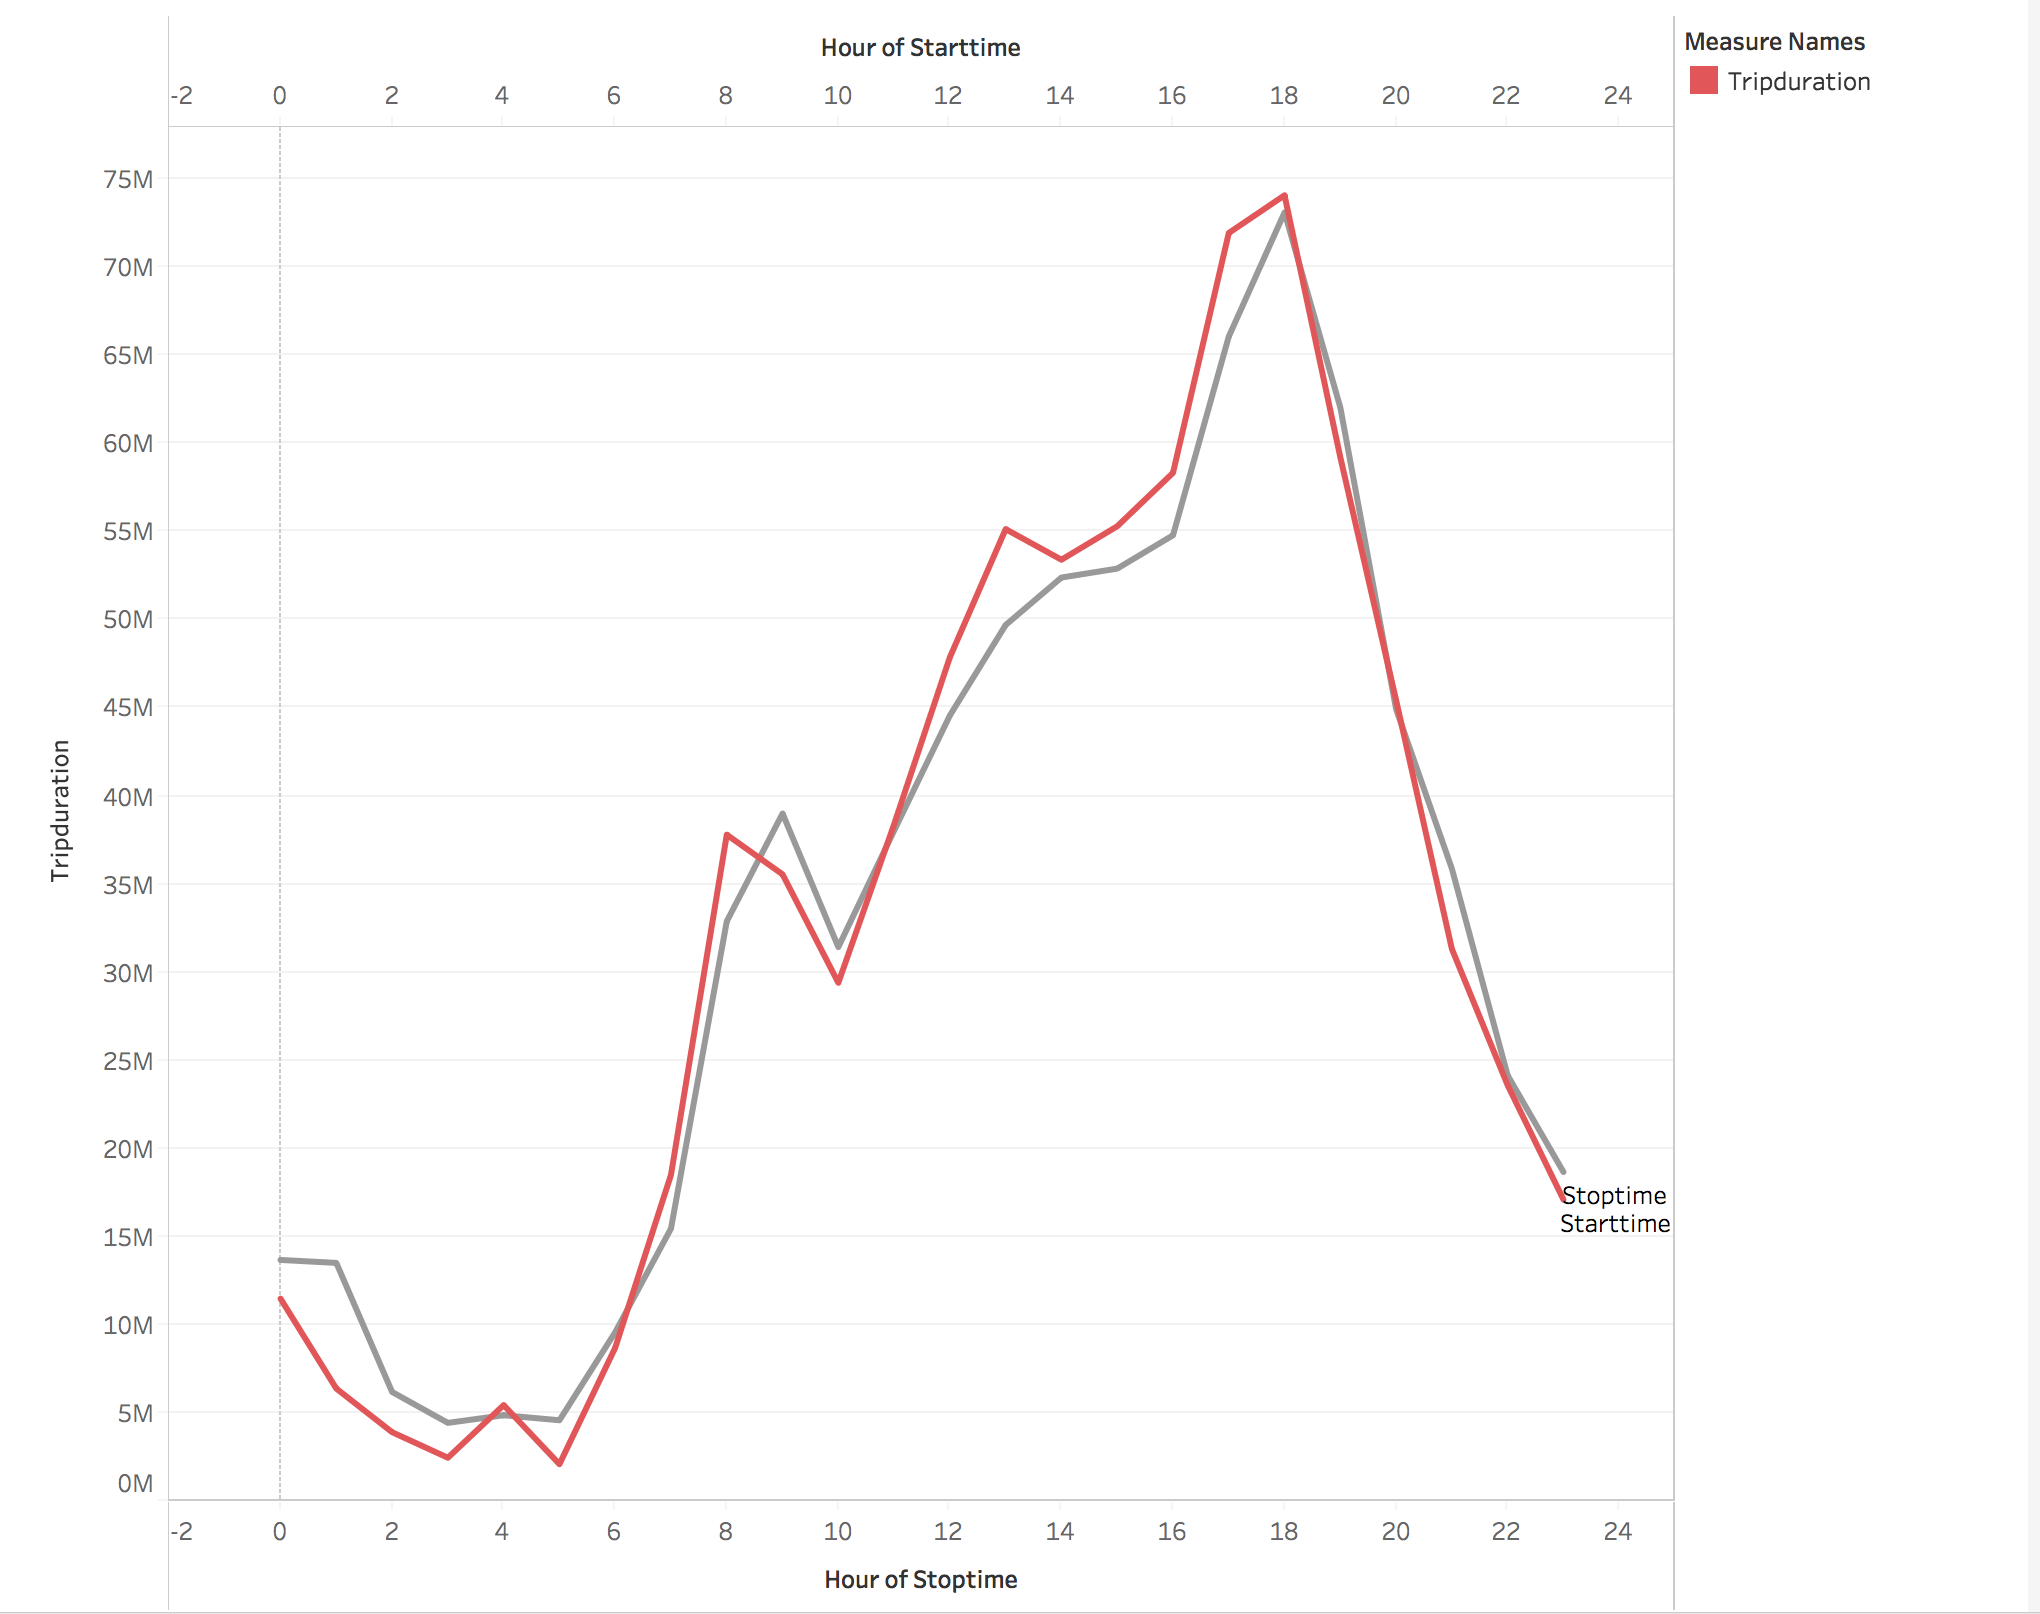 Hour of Starttime
-2 0 2 4 6 8 10 12 14 16 18 20 22 24
Measure Names
Tripduration
75M
70M
65M
60M
55M
50M
45M
40M
35M
30M
25M
20M
15M
10M
5M
0M
Tripduration
Stoptime
Starttime
-2 0 2 4 6 8 10 12 14 16 18 20 22 24
Hour of Stoptime